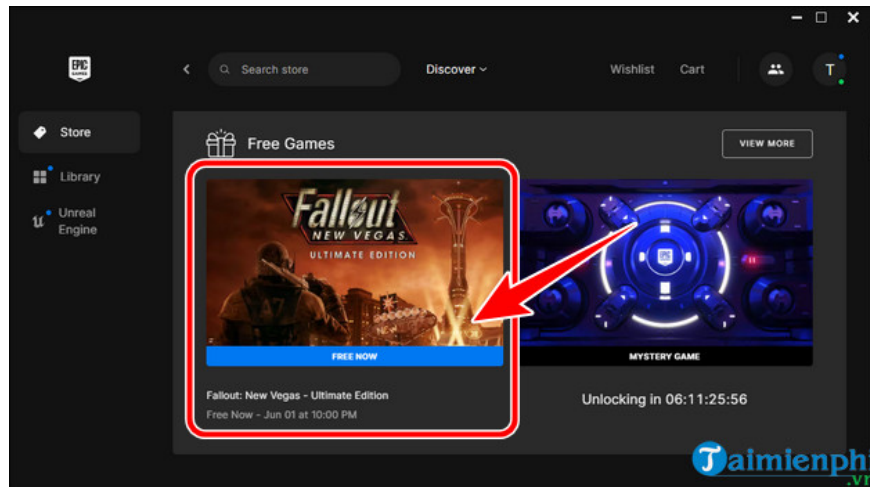 EPIC
GAMES
Search store
Discover
Wishlist
Cart
T
Store
Library
Unreal
Engine
Free Games
VIEW MORE
Fallout
NEW VEGAS
ULTIMATE EDITION
FREE NOW
Fallout: New Vegas - Ultimate Edition
Free Now - Jun 01 at 10:00 PM
EPIC
MYSTERY GAME
Unlocking in 06:11:25:56
Taimienphi
.vn